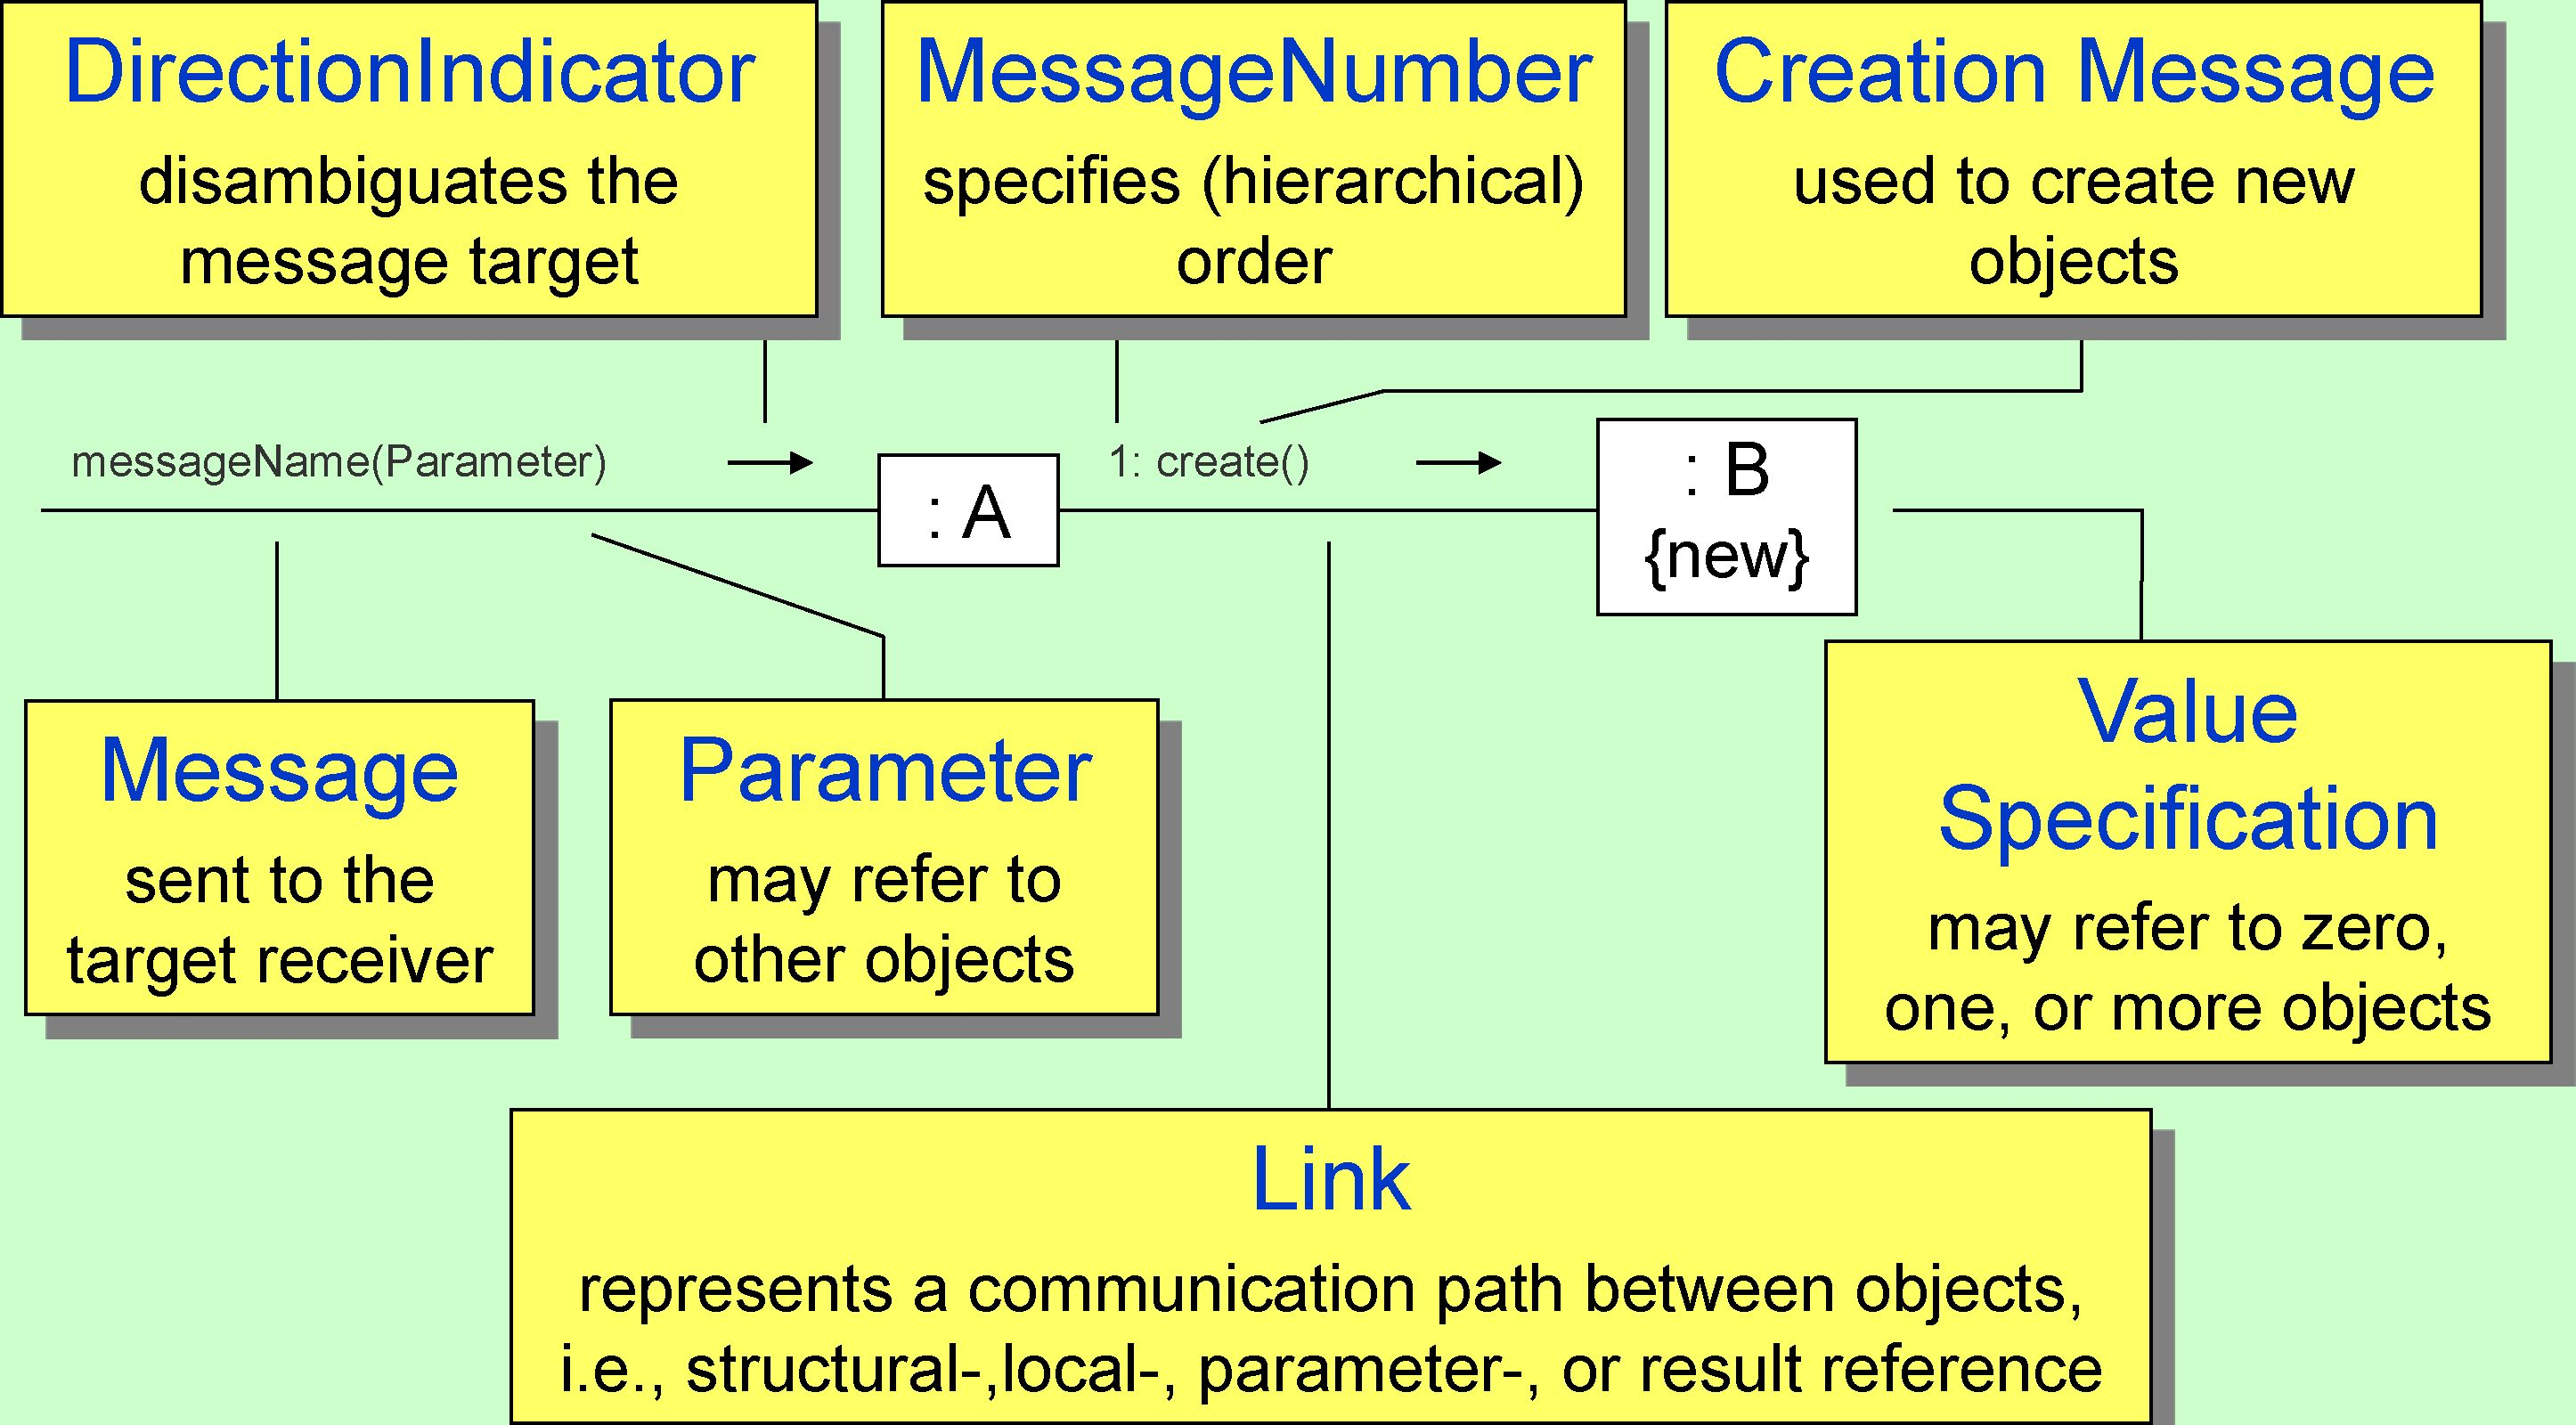 DirectionIndicator
disambiguates the
message target
MessageNumber
specifies (hierarchical)
order
Creation Message
used to create new
objects
messageName(Parameter)
: A
1: create()
: B
{new}
Message
sent to the
target receiver
Parameter
may refer to
other objects
Value
Specification
may refer to zero,
one, or more objects
Link
represents a communication path between objects,
i.e., structural-,local-, parameter-, or result reference